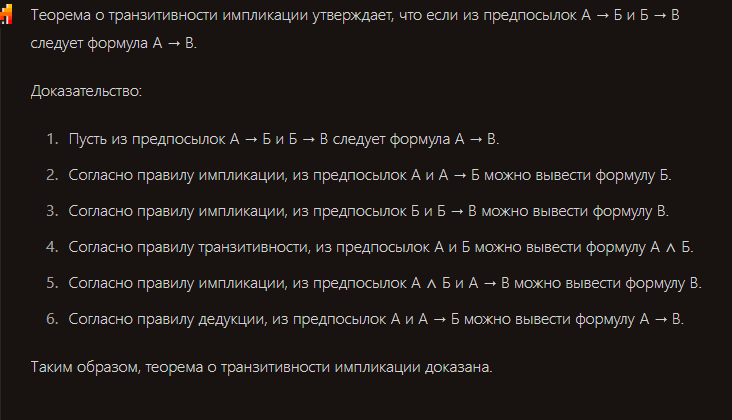 Теорема о транзитивности импликации утверждает, что если из предпосылок А → Б и Б → В
следует формула А → В.
Доказательство:
1. Пусть из предпосылок А → Б и Б → В следует формула А → В.
2. Согласно правилу импликации, из предпосылок А и А → Б можно вывести формулу Б.
3. Согласно правилу импликации, из предпосылок Б и Б → В можно вывести формулу В.
4. Согласно правилу транзитивности, из предпосылок А и Б можно вывести формулу А ∧ Б.
5. Согласно правилу импликации, из предпосылок А ∧ Б и А → В можно вывести формулу В.
6. Согласно правилу дедукции, из предпосылок А и А → Б можно вывести формулу А → В.
Таким образом, теорема о транзитивности импликации доказана.